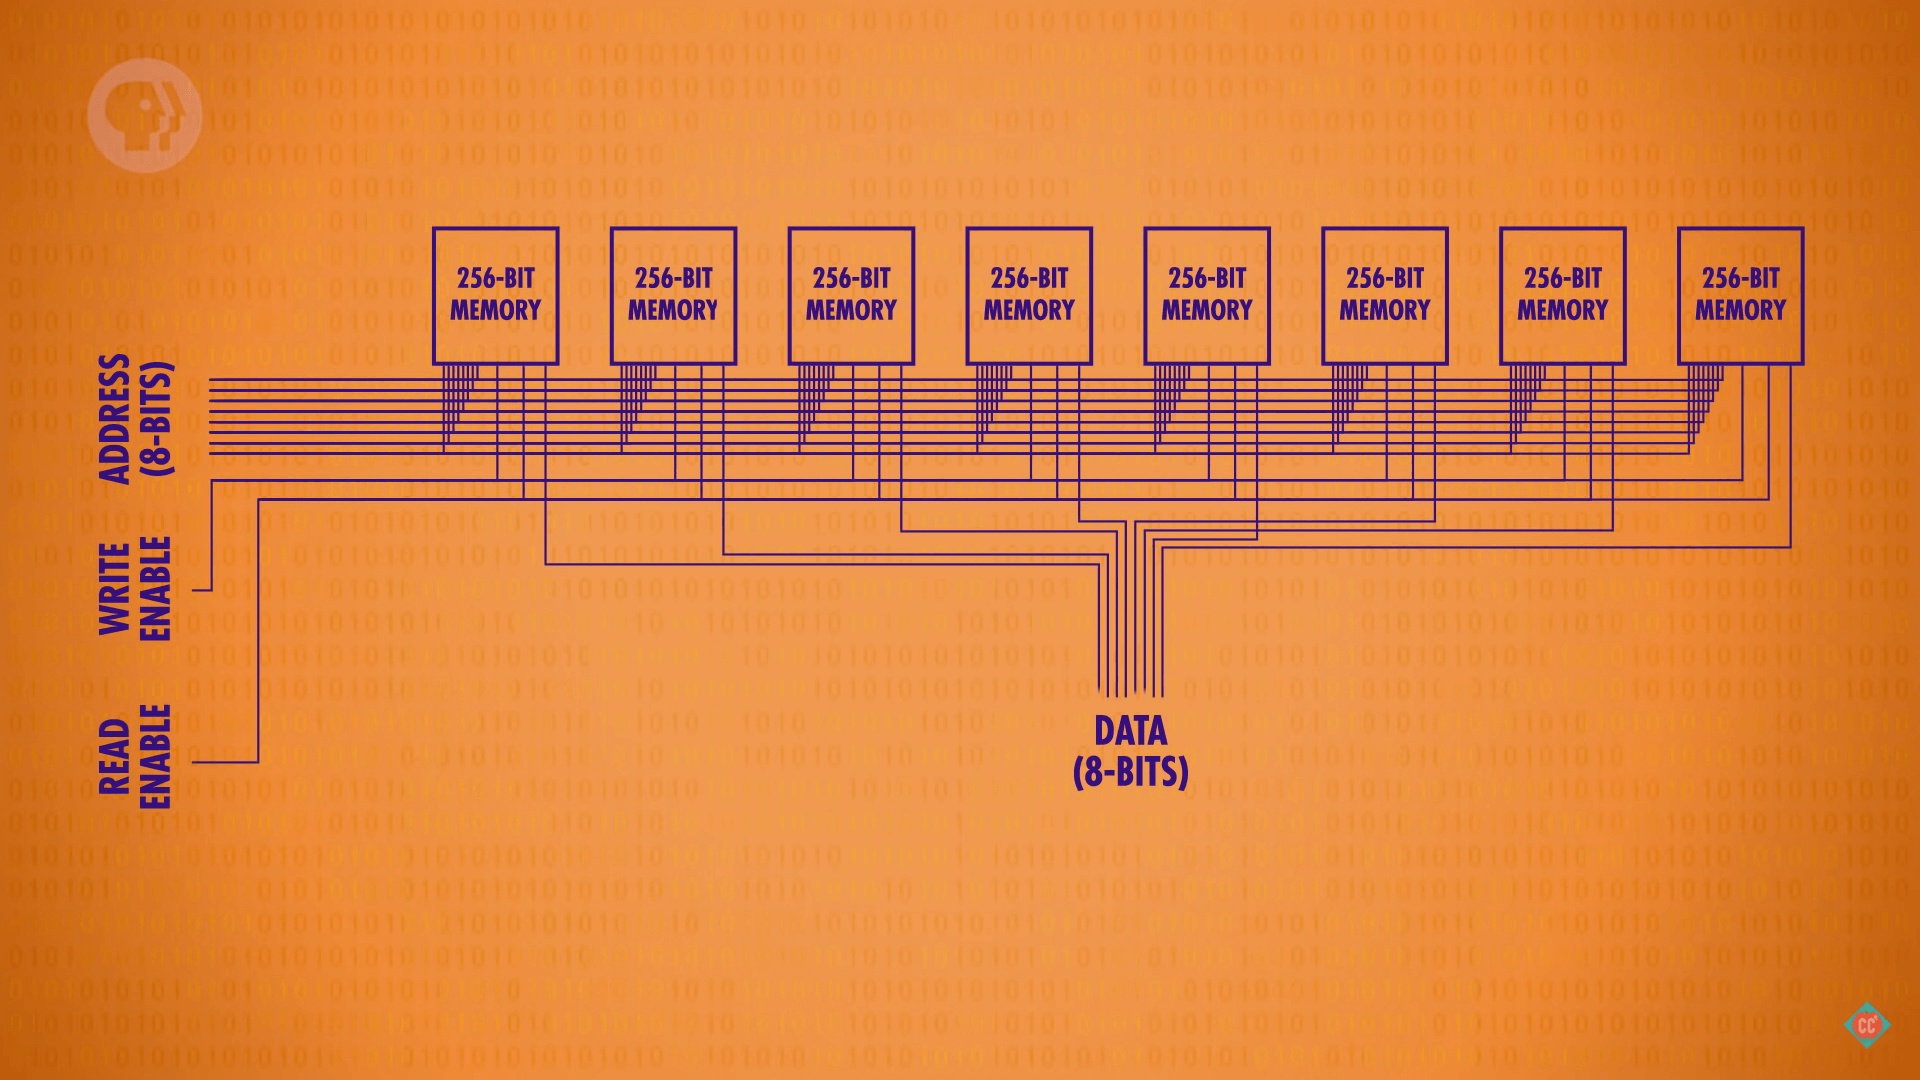 256-BIT
MEMORY
256-BIT
MEMORY
256-BIT
MEMORY
256-BIT
MEMORY
256-BIT
MEMORY
256-BIT
MEMORY
256-BIT
MEMORY
256-BIT
MEMORY
ADDRESS
(8-BITS)
WRITE
ENABLE
READ
ENABLE
DATA
(8-BITS)
CC